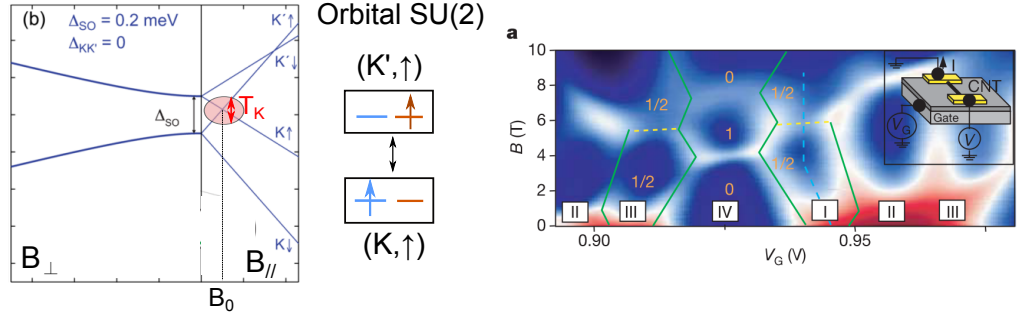 (b)
Δ_SO = 0.2 meV
Δ_KK' = 0
K'↑
K'↓
T_K
Δ_SO
K↑
K↓
B_⊥
B_//
B_0
Orbital SU(2)
(K',↑)
(K,↑)
a
10
8
6
4
2
0
B (T)
0
1/2
1/2
1
1/2
1/2
0
II
III
IV
I
II
III
0.90
0.95
V_G (V)
I
CNT
V_G
Gate
V